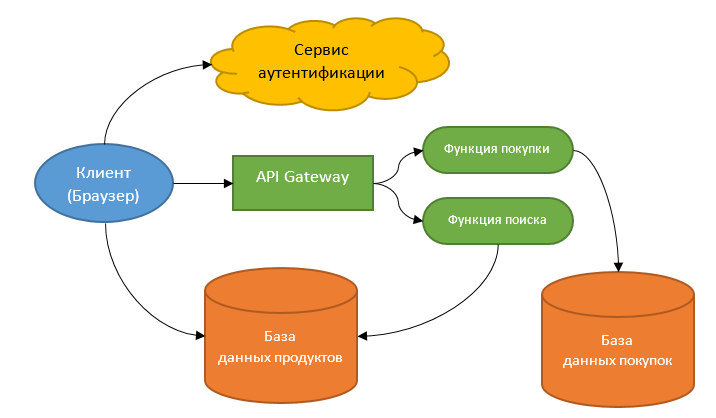 Сервис
аутентификации
Клиент
(Браузер)
API Gateway
Функция покупки
Функция поиска
База
данных продуктов
База
данных покупок